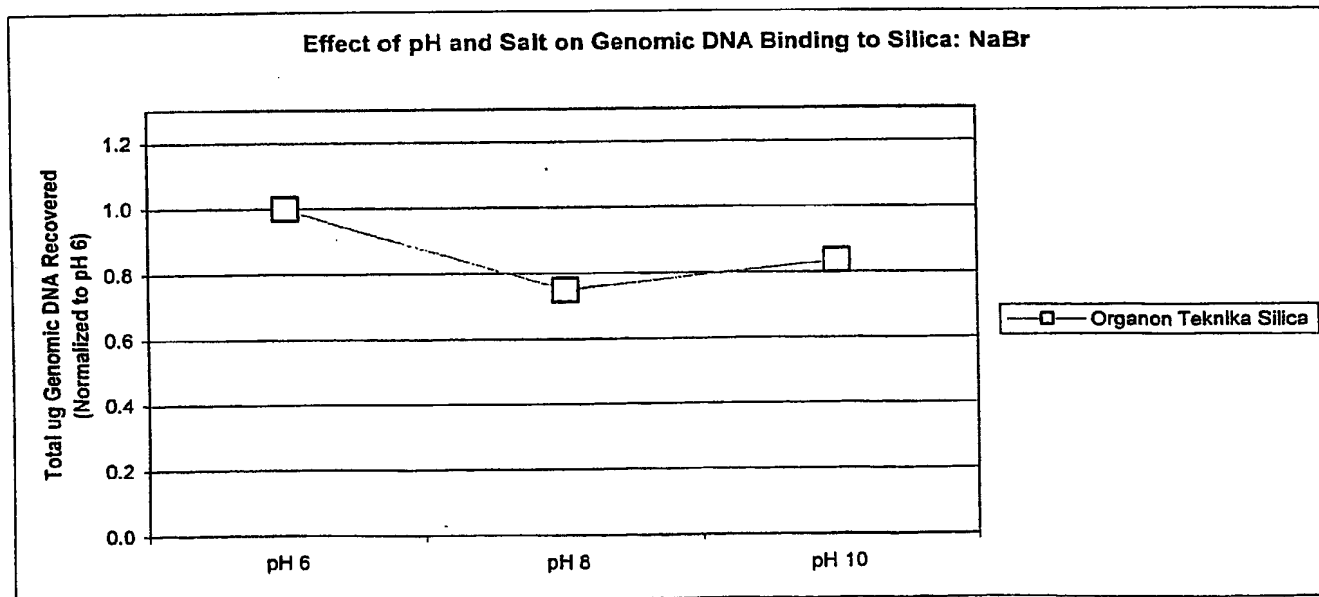 Effect of pH and Salt on Genomic DNA Binding to Silica: NaBr
Total ug Genomic DNA Recovered
(Normalized to pH 6)
1.2
1.0
0.8
0.6
0.4
0.2
0.0
pH 6
pH 8
pH 10
Organon Teknika Silica